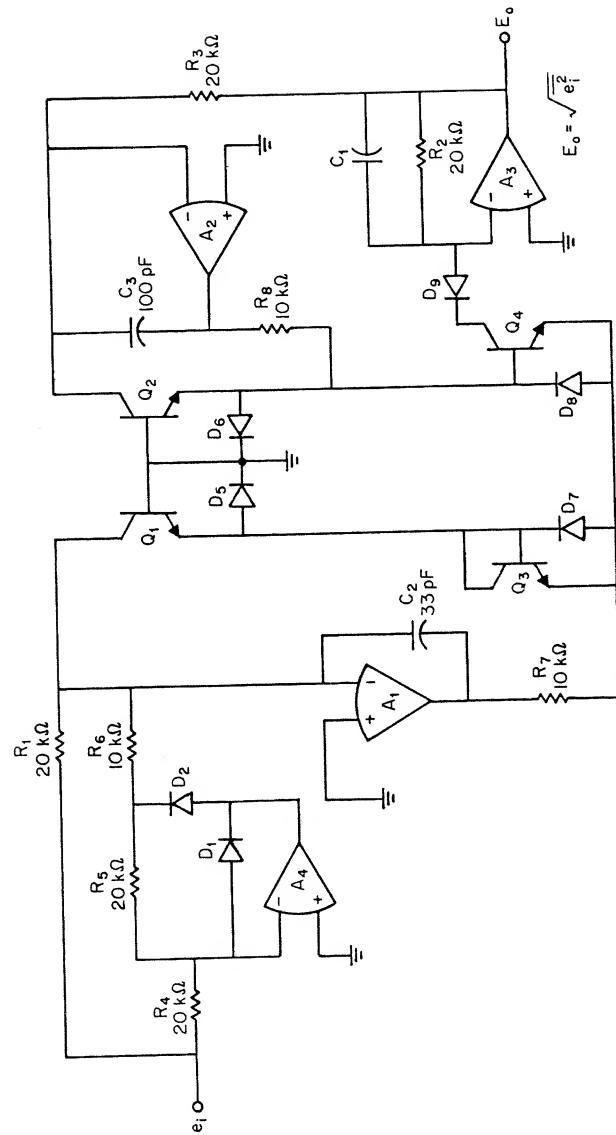 R₁
20 kΩ
R₄
20 kΩ
eᵢ
R₅
20 kΩ
R₆
10 kΩ
D₁
D₂
A₄
-
+
A₁
+
-
C₂
33 pF
R₇
10 kΩ
Q₁
Q₂
D₅
D₆
Q₃
D₇
Q₄
D₈
D₉
C₃
100 pF
R₈
10 kΩ
A₂
-
+
R₃
20 kΩ
C₁
R₂
20 kΩ
A₃
-
+
E₀
E₀ = √eᵢ²